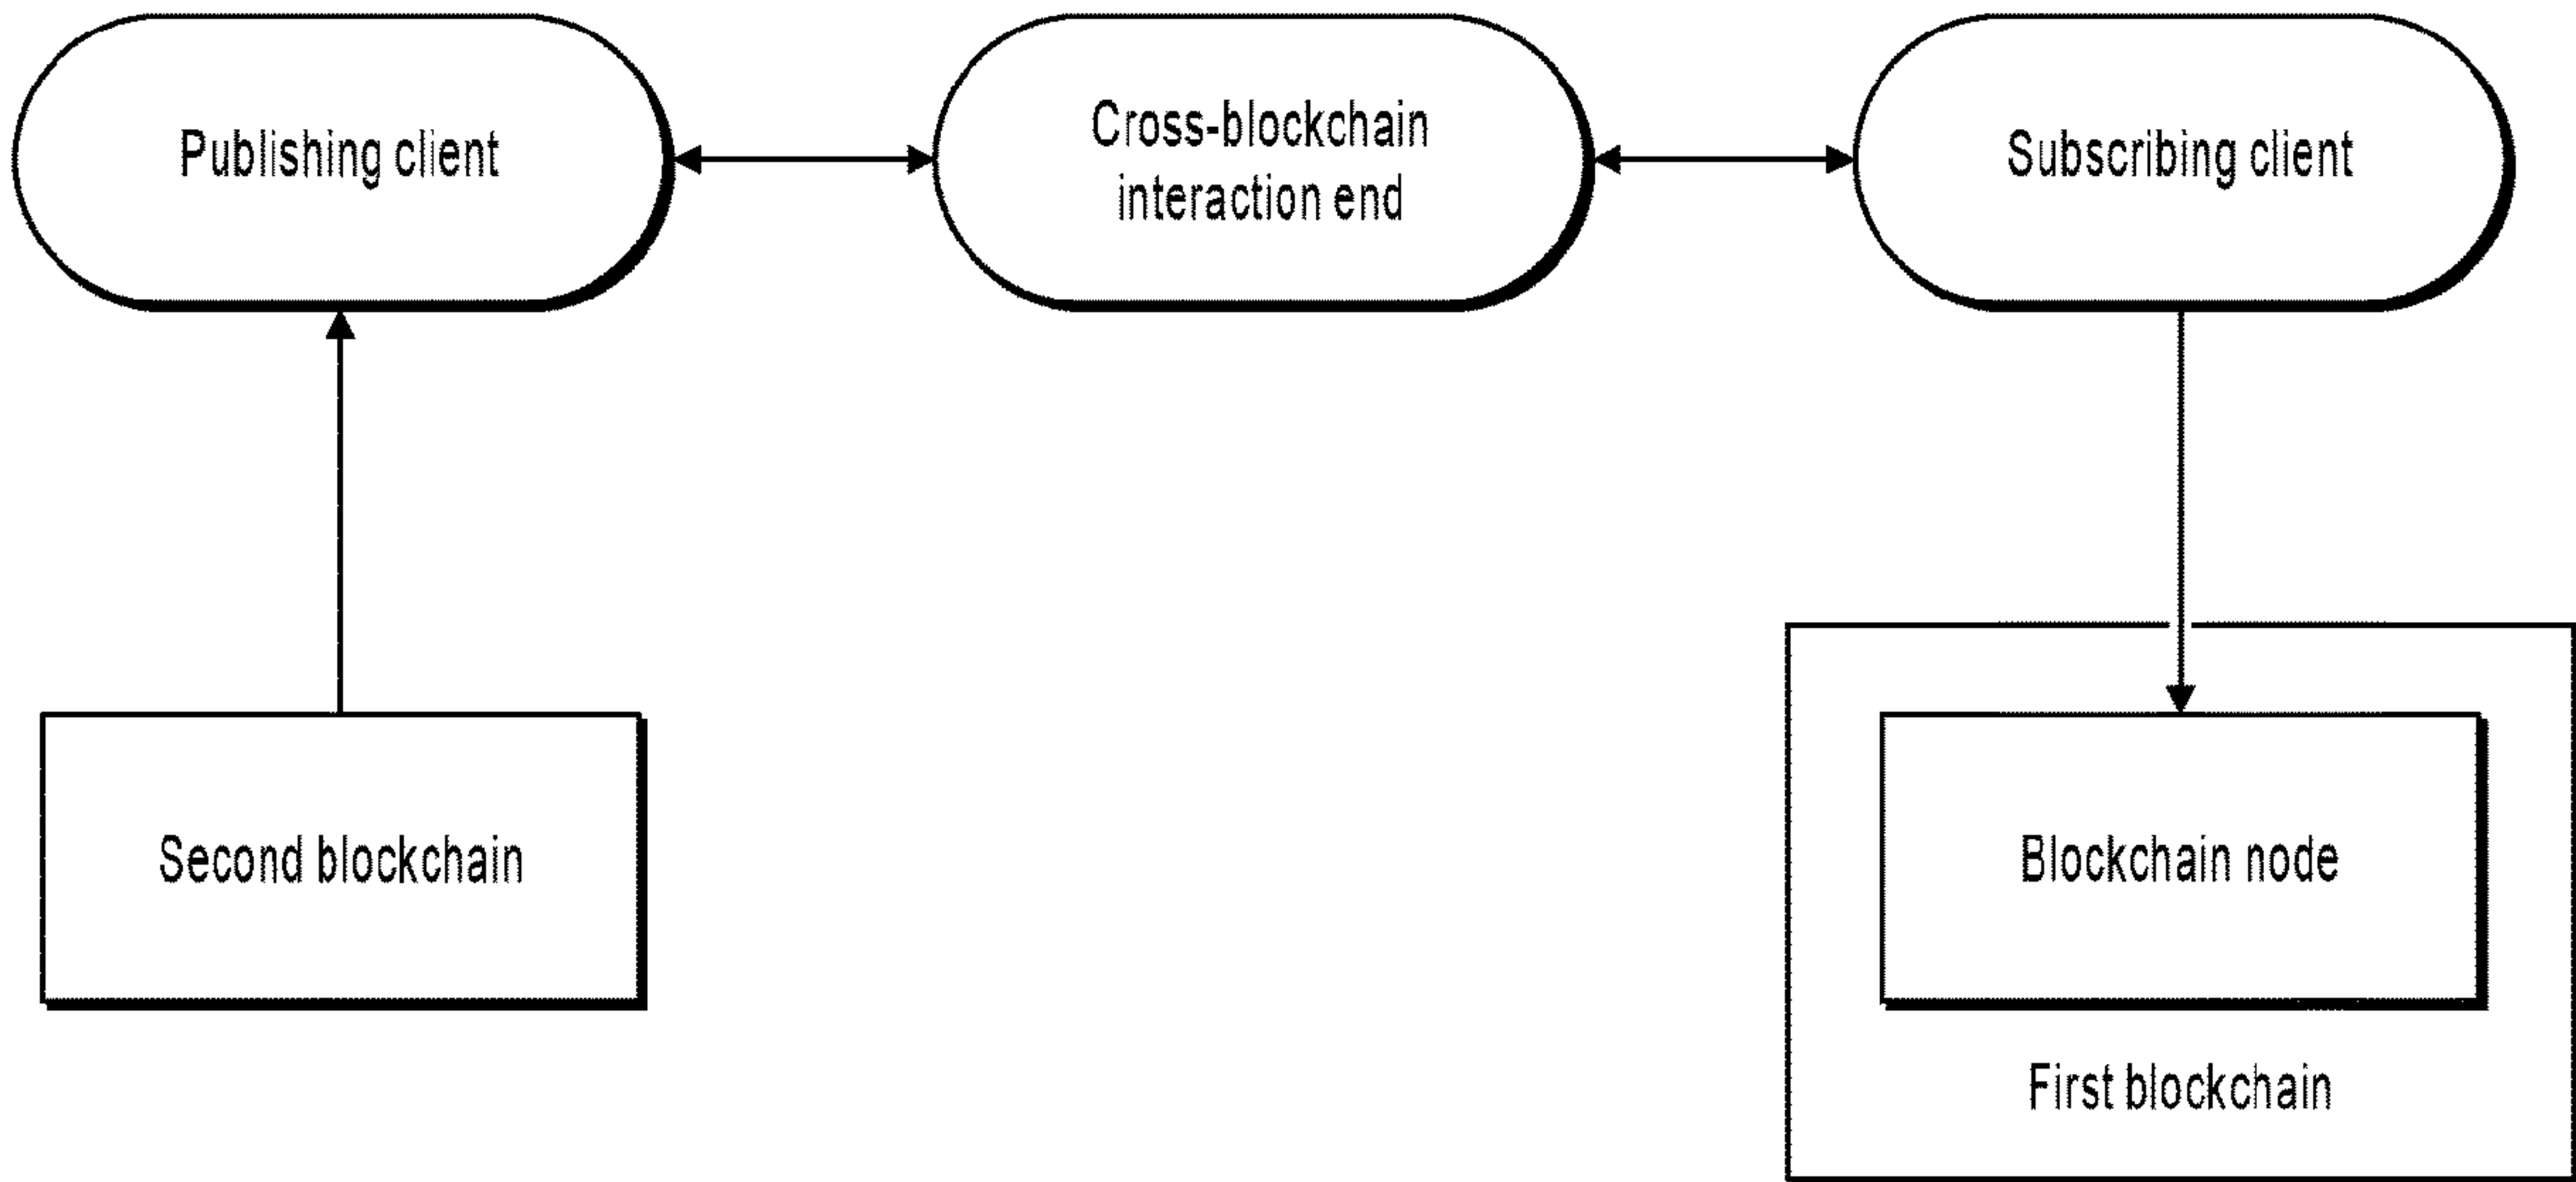 Publishing client
Cross-blockchain
interaction end
Subscribing client
Second blockchain
Blockchain node
First blockchain